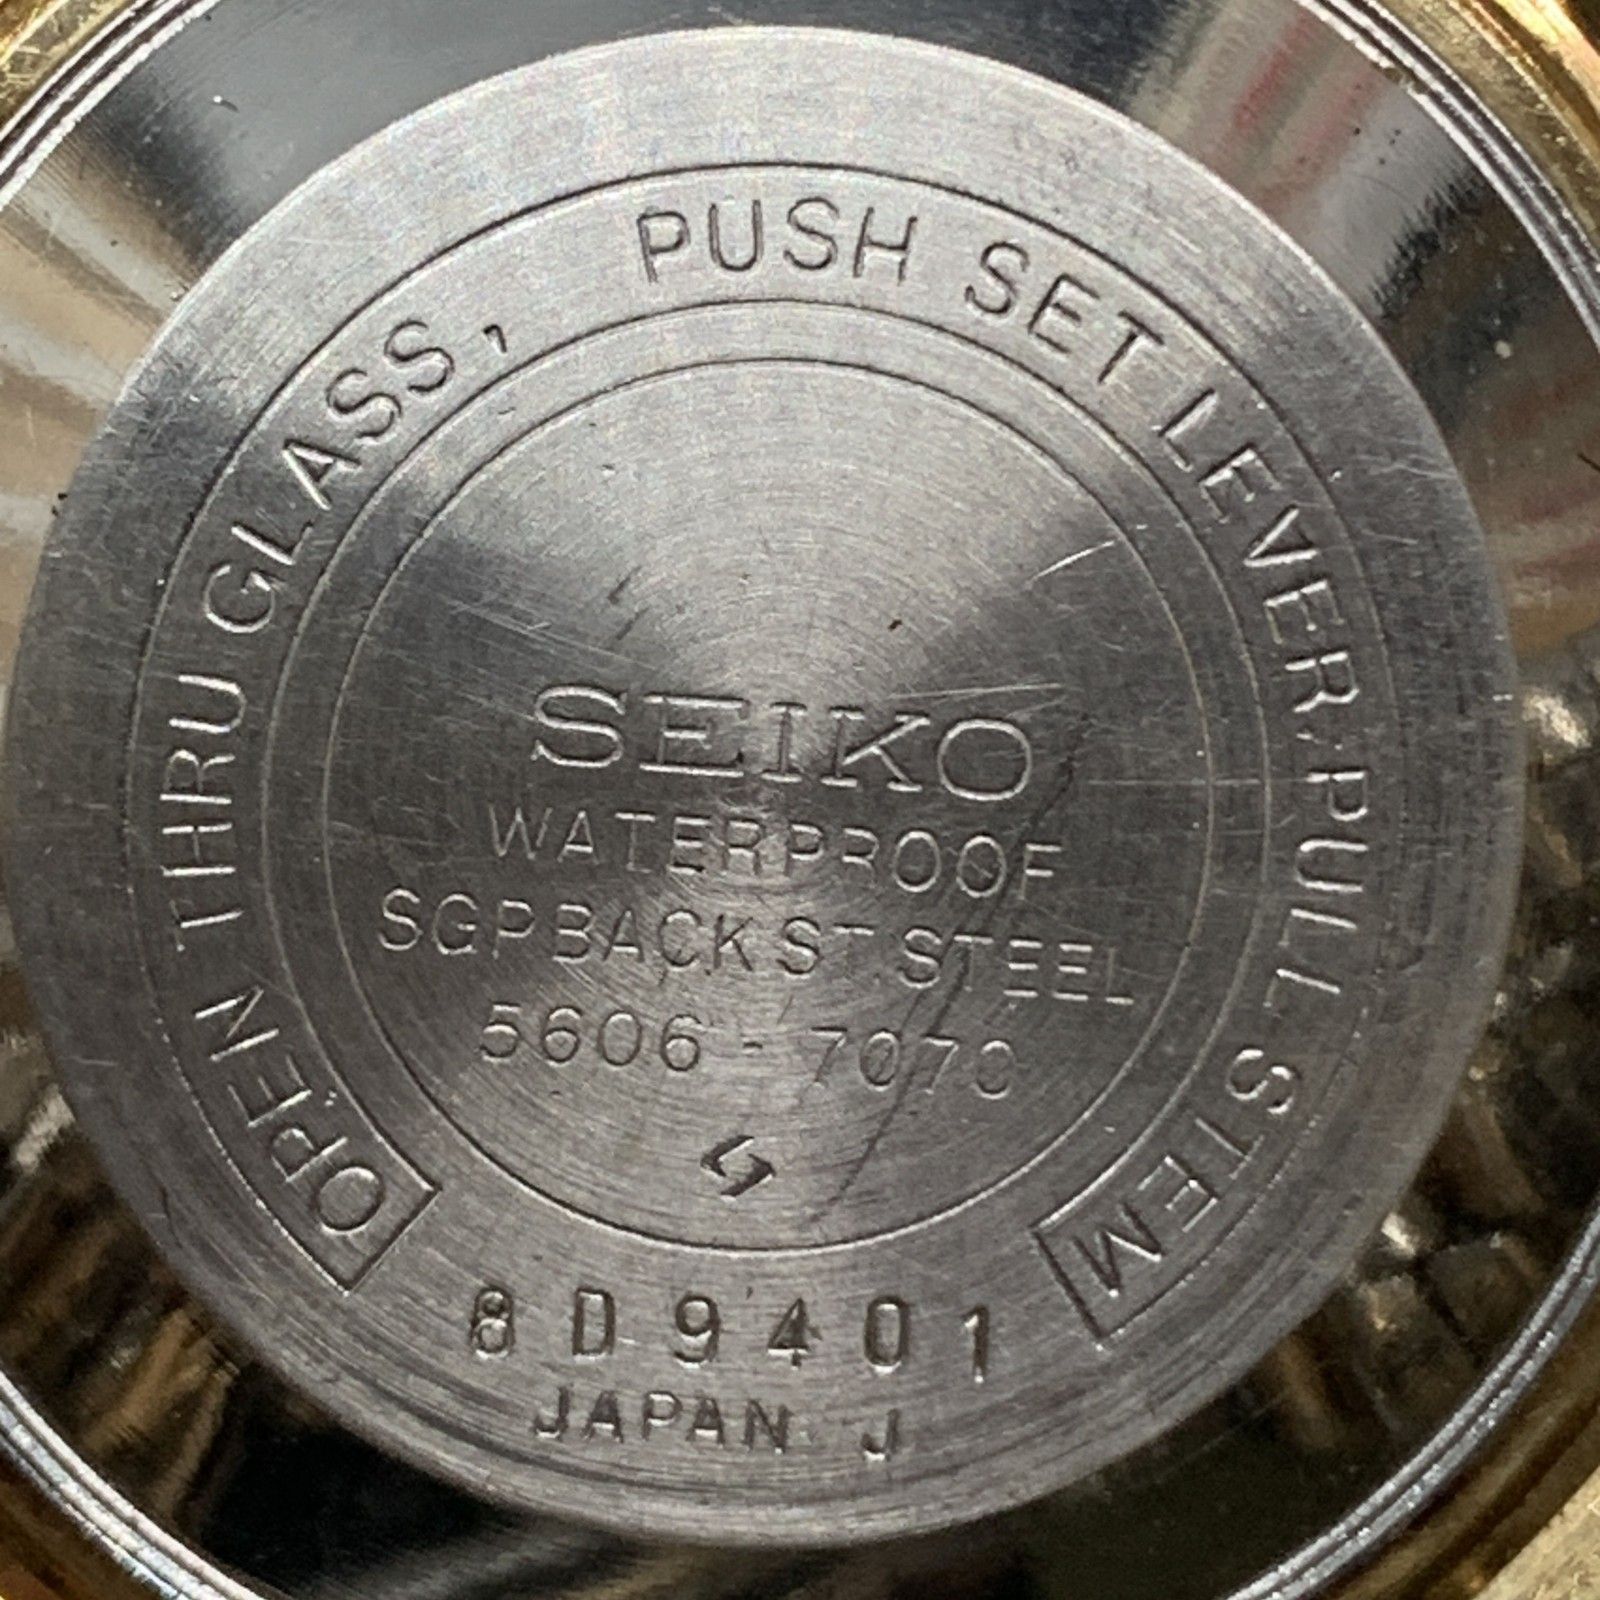 OPEN THRU GLASS, PUSH SET LEVER, PULL STEM
SEIKO
WATERPROOF
SGP BACK ST. STEEL
5606-7070
8D9401
JAPAN J